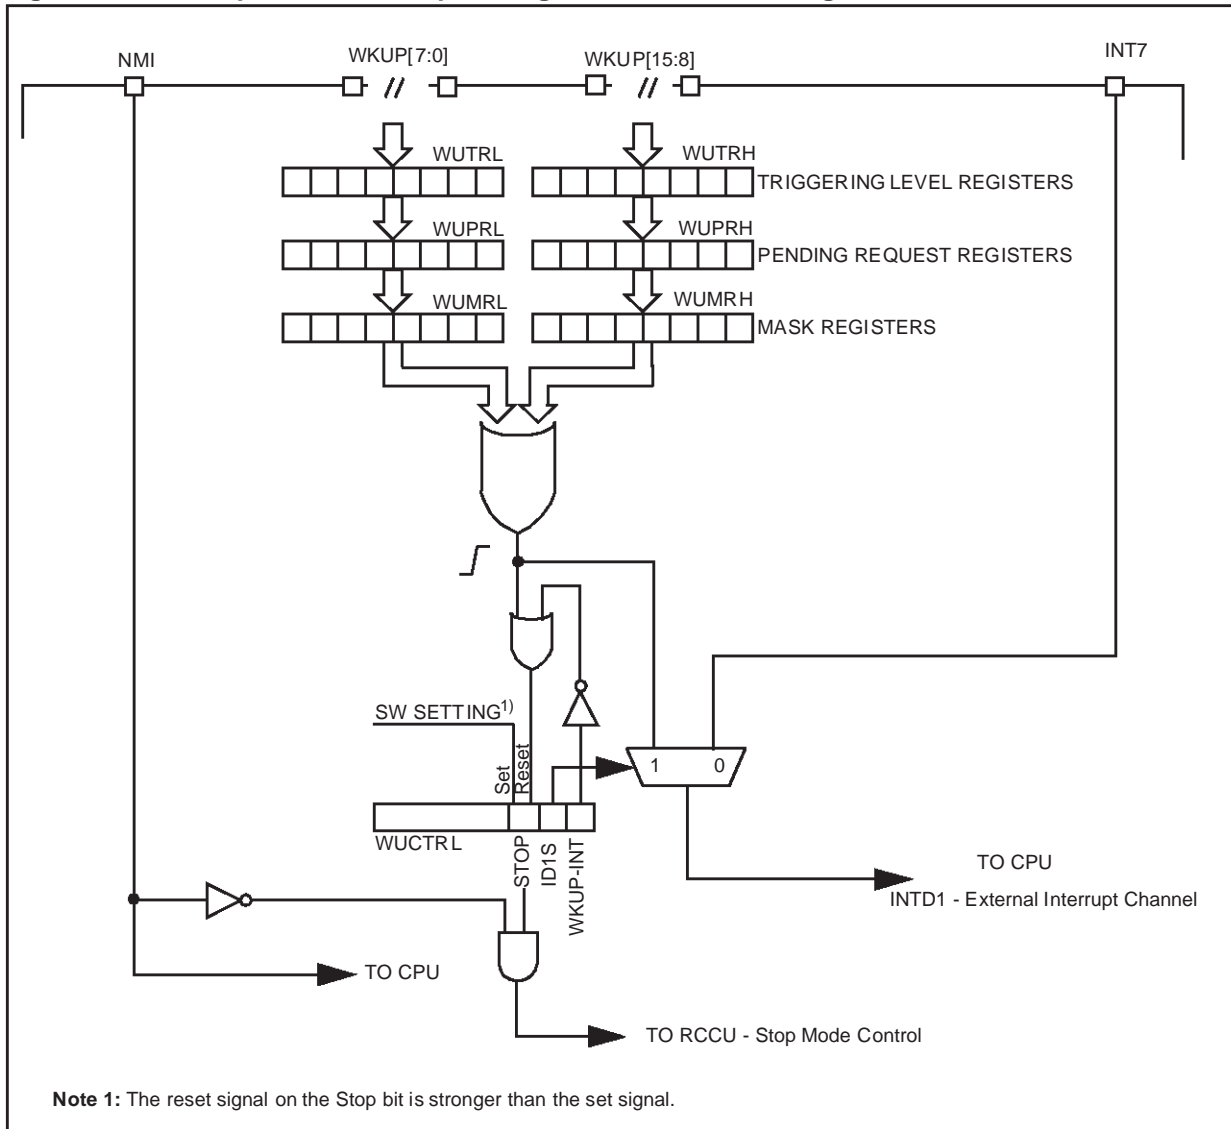 NMI
WKUP[7:0]
WKUP[15:8]
INT7
WUTRL
WUTRH
TRIGGERING LEVEL REGISTERS
WUPRL
WUPRH
PENDING REQUEST REGISTERS
WUMRL
WUMRH
MASK REGISTERS
SW SETTING1)
Set
Reset
1
0
WUCTRL
STOP
ID1S
WKUP-INT
TO CPU
INTD1 - External Interrupt Channel
TO CPU
TO RCCU - Stop Mode Control
Note 1: The reset signal on the Stop bit is stronger than the set signal.